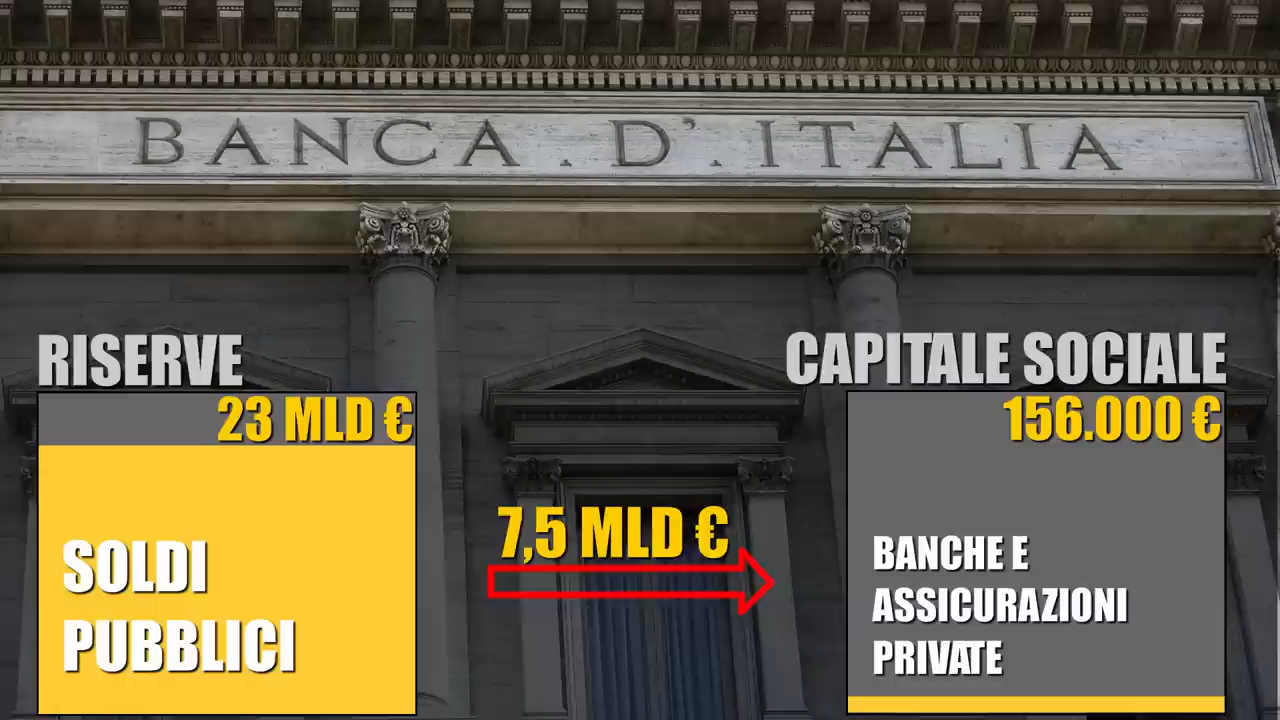 BANCA . D'. ITALIA
RISERVE
23 MLD €
SOLDI
PUBBLICI
7,5 MLD €
CAPITALE SOCIALE
156.000 €
BANCHE E
ASSICURAZIONI
PRIVATE